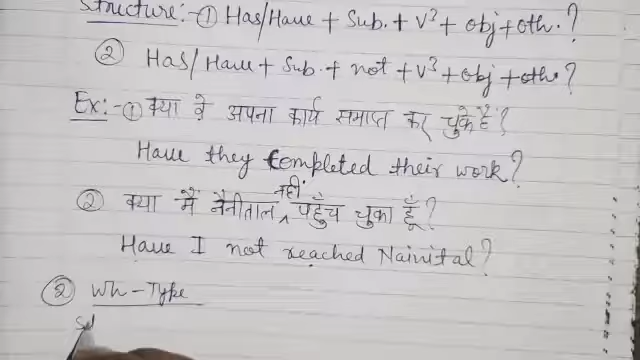 Structure:-① Has/Have + Sub. + V³ + obj + oth.?
② Has/Have + Sub. + not + V³ + obj + oth.?
Ex:-① क्या वे अपना कार्य समाप्त कर चुके हैं?
Have they Completed their work?
② क्या मैं नैनीताल नहीं पहुँच चुका हूँ?
Have I not reached Nainital?
② Wh-Type